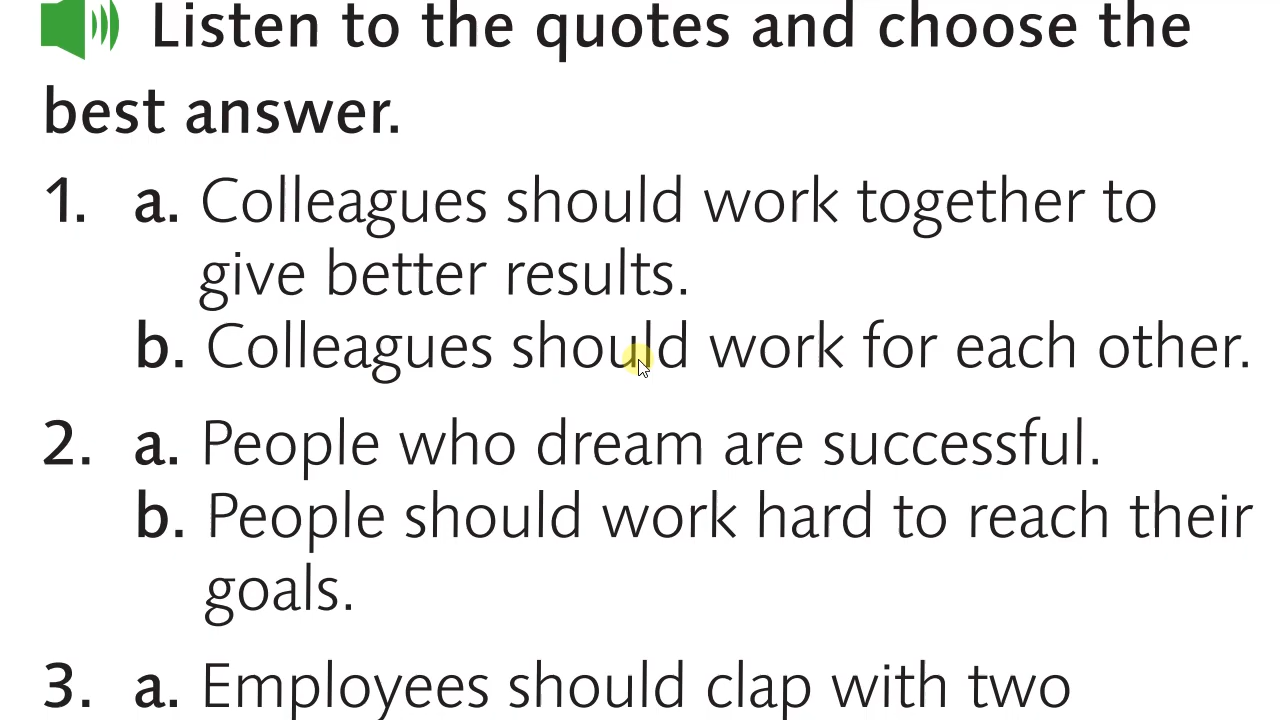 Listen to the quotes and choose the
best answer.
1. a. Colleagues should work together to
give better results.
b. Colleagues should work for each other.
2. a. People who dream are successful.
b. People should work hard to reach their
goals.
3. a. Employees should clap with two